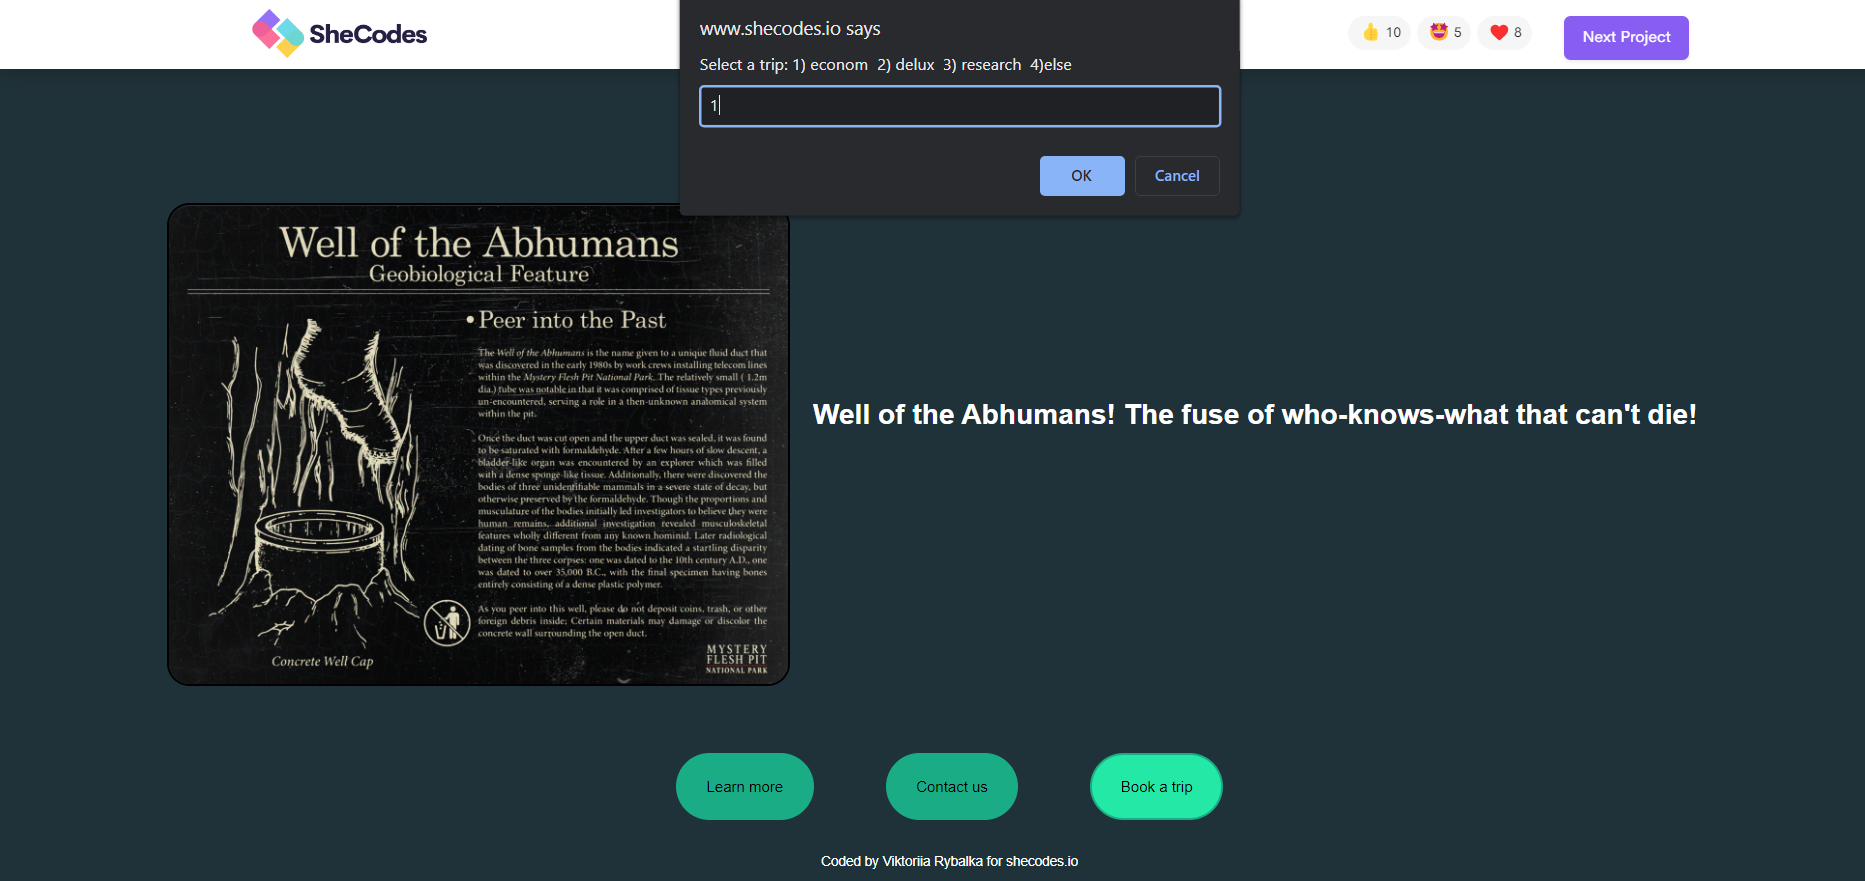 SheCodes
www.shecodes.io says
Select a trip: 1) econom  2) delux  3) research  4)else
1
OK
Cancel
👍 10
🤩 5
❤️ 8
Next Project
Well of the Abhumans
Geobiological Feature
•Peer into the Past
The Well of the Abhumans is the name given to a unique fluid duct that
was discovered in the early 1980s by work crews installing telecom lines
within the Mystery Flesh Pit National Park. The relatively small ( 1.2m
dia.) tube was notable in that it was comprised of tissue types previously
un-encountered, serving a role in a then-unknown anatomical system
within the pit.
Once the duct was cut open and the upper duct was sealed, it was found
to be saturated with formaldehyde. After a few hours of slow descent, a
bladder-like organ was encountered by an explorer which was filled
with a dense sponge-like tissue. Additionally, there were discovered the
bodies of three unidentifiable mammals in a severe state of decay, but
otherwise preserved by the formaldehyde. Though the proportions and
musculature of the bodies initially led investigators to believe they were
human remains, additional investigation revealed musculoskeletal
features wholly different from any known hominid. Later radiological
dating of bone samples from the bodies indicated a startling disparity
between the three corpses: one was dated to the 10th century A.D., one
was dated to over 35,000 B.C., with the final specimen having bones
entirely consisting of a dense plastic polymer.
As you peer into this well, please do not deposit coins, trash, or other
foreign debris inside; Certain materials may damage or discolor the
concrete wall surrounding the open duct.
Concrete Well Cap
MYSTERY
FLESH PIT
NATIONAL PARK
Well of the Abhumans! The fuse of who-knows-what that can't die!
Learn more
Contact us
Book a trip
Coded by Viktoriia Rybalka for shecodes.io